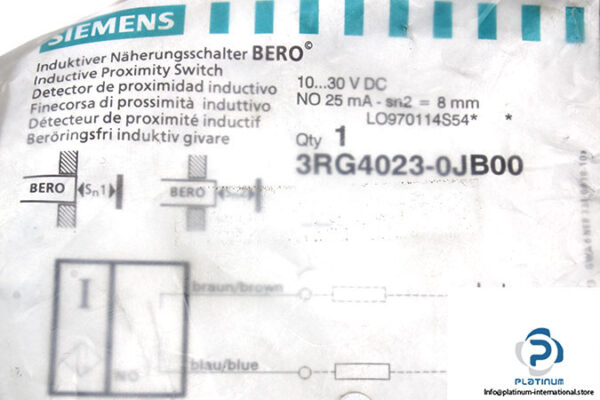 SIEMENS
Induktiver Näherungsschalter BERO©
Inductive Proximity Switch
Detector de proximidad inductivo
Finecorsa di prossimità induttivo
Détecteur de proximité inductif
Beröringsfri induktiv givare
10...30 V DC
NO 25 mA - sn2 = 8 mm
LO970114S54* *
Qty 1
3RG4023-0JB00
BERO Sn1
BERO
I
braun/brown
NO
blau/blue
PLATINUM
Info@platinum-international.store